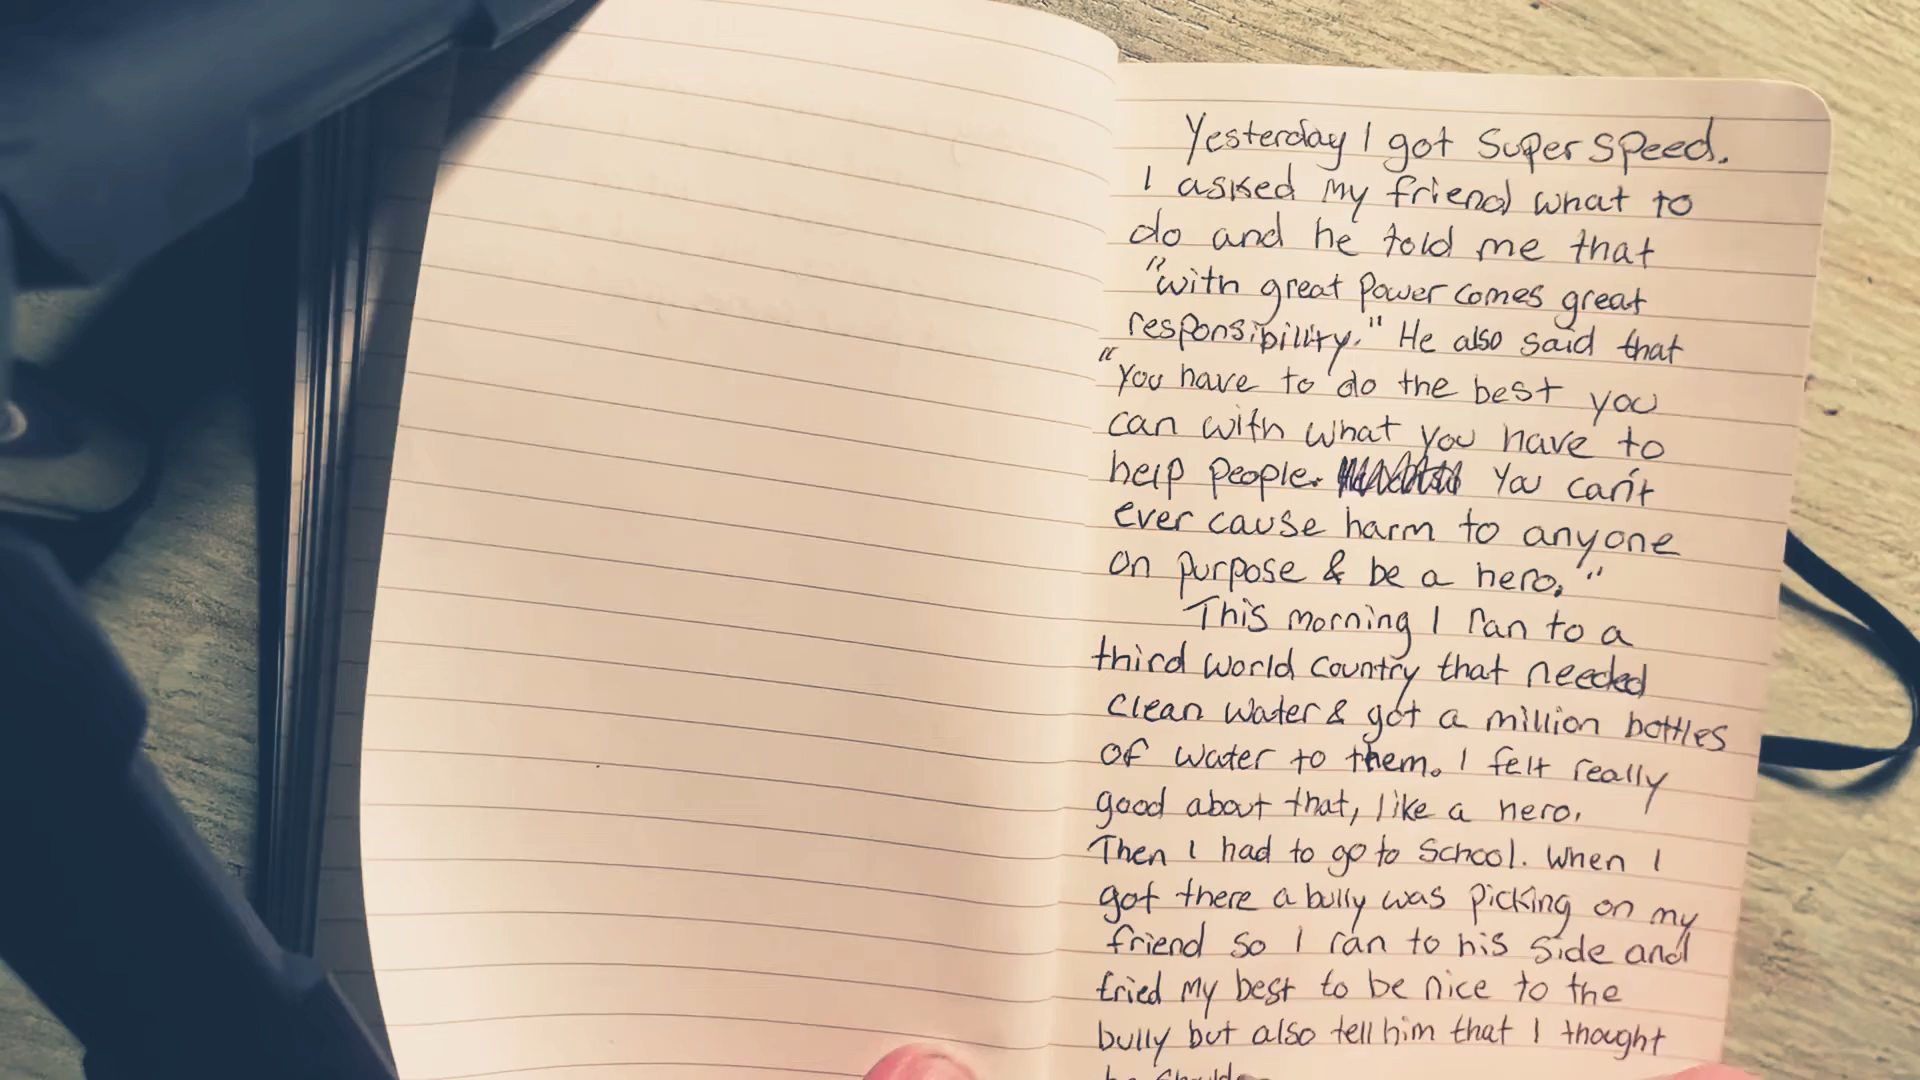 Yesterday I got Super Speed.
I asked my friend what to
do and he told me that
"with great power comes great
responsibility." He also said that
"You have to do the best you
can with what you have to
help people. You can't
ever cause harm to anyone
on purpose & be a hero."
This morning I ran to a
third world country that needed
clean water & got a million bottles
of water to them. I felt really
good about that, like a hero.
Then I had to go to School. When I
got there a bully was picking on my
friend so I ran to his side and
tried my best to be nice to the
bully but also tell him that I thought
he should